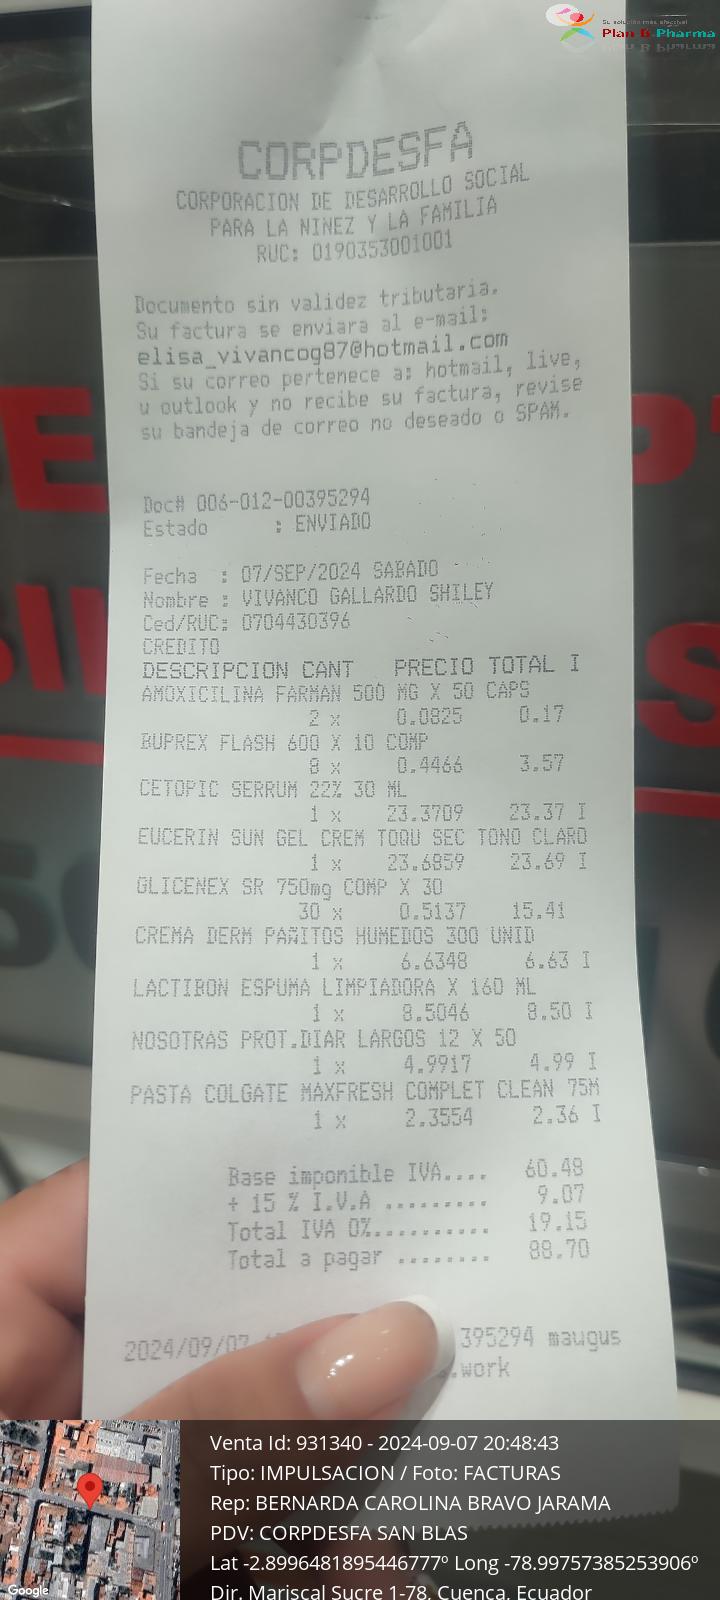 Su solución más efectiva!
Plan B Pharma
CORPDESFA
CORPORACION DE DESARROLLO SOCIAL
PARA LA NINEZ Y LA FAMILIA
RUC: 0190353001001
Documento sin validez tributaria.
Su factura se enviara al e-mail:
elisa_vivancog87@hotmail.com
Si su correo pertenece a: hotmail, live,
u outlook y no recibe su factura, revise
su bandeja de correo no deseado o SPAM.
Doc# 006-012-00395294
Estado : ENVIADO
Fecha : 07/SEP/2024 SABADO
Nombre : VIVANCO GALLARDO SHILEY
Ced/RUC: 0704430396
CREDITO
DESCRIPCION CANT PRECIO TOTAL I
AMOXICILINA FARMAN 500 MG X 50 CAPS
2 x 0.0825 0.17
BUPREX FLASH 600 X 10 COMP
8 x 0.4466 3.57
CETOPIC SERRUM 22% 30 ML
1 x 23.3709 23.37 I
EUCERIN SUN GEL CREM TOQU SEC TONO CLARO
1 x 23.6859 23.69 I
GLICENEX SR 750mg COMP X 30
30 x 0.5137 15.41
CREMA DERM PAÑITOS HUMEDOS 300 UNID
1 x 6.6348 6.63 I
LACTIBON ESPUMA LIMPIADORA X 160 ML
1 x 8.5046 8.50 I
NOSOTRAS PROT.DIAR LARGOS 12 X 50
1 x 4.9917 4.99 I
PASTA COLGATE MAXFRESH COMPLET CLEAN 75M
1 x 2.3554 2.36 I
Base imponible IVA.... 60.48
+ 15 % I.V.A ......... 9.07
Total IVA 0%.......... 19.15
Total a pagar ........ 88.70
2024/09/07 395294 maugus
.work
Venta Id: 931340 - 2024-09-07 20:48:43
Tipo: IMPULSACION / Foto: FACTURAS
Rep: BERNARDA CAROLINA BRAVO JARAMA
PDV: CORPDESFA SAN BLAS
Lat -2.8996481895446777º Long -78.99757385253906º
Dir. Mariscal Sucre 1-78, Cuenca, Ecuador
Google